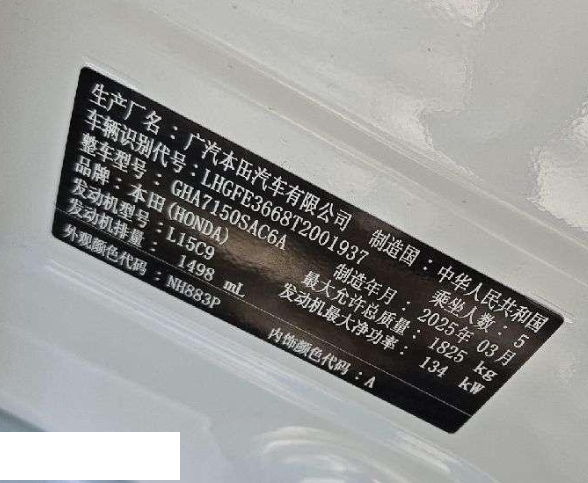 生产厂名：广汽本田汽车有限公司 制造国：中华人民共和国
车辆识别代号：LHGFE3668T2001937
整车型号：GHA7150SAC6A 乘坐人数：5
品牌：本田(HONDA) 制造年月：2025年03月
发动机型号：L15C9 最大允许总质量：1825 kg
发动机排量：1498 mL 发动机最大净功率：134 kW
外观颜色代码：NH883P 内饰颜色代码：A